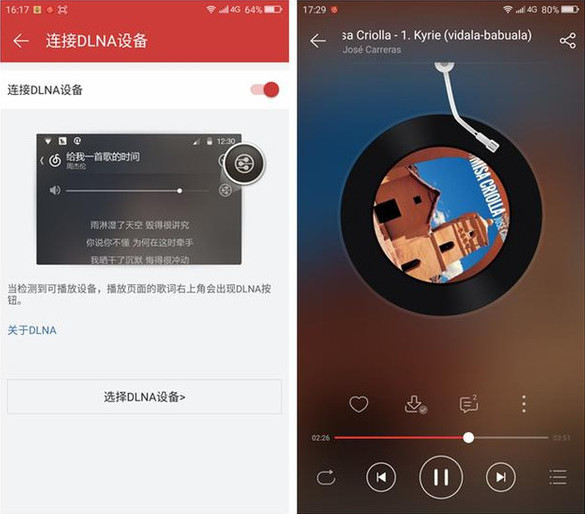 16:17
4G 64%
连接DLNA设备
连接DLNA设备
12:30
给我一首歌的时间
周杰伦
雨淋湿了天空 毁得很讲究
你说你不懂 为何在这时牵手
我晒干了沉默 悔得很冲动
当检测到可播放设备，播放页面的歌词右上角会出现DLNA按
钮。
关于DLNA
选择DLNA设备>
17:29
4G 80%
sa Criolla - 1. Kyrie (vidala-babuala)
José Carreras
MISA CRIOLLA
2
02:26
03:51